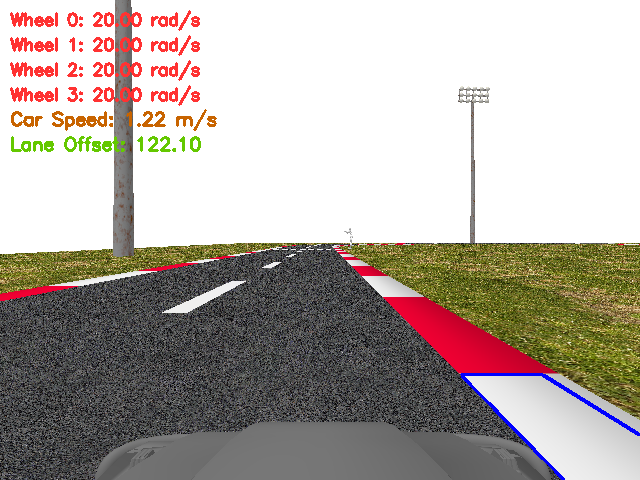 Wheel 0: 20.00 rad/s
Wheel 1: 20.00 rad/s
Wheel 2: 20.00 rad/s
Wheel 3: 20.00 rad/s
Car Speed: 1.22 m/s
Lane Offset: 122.10